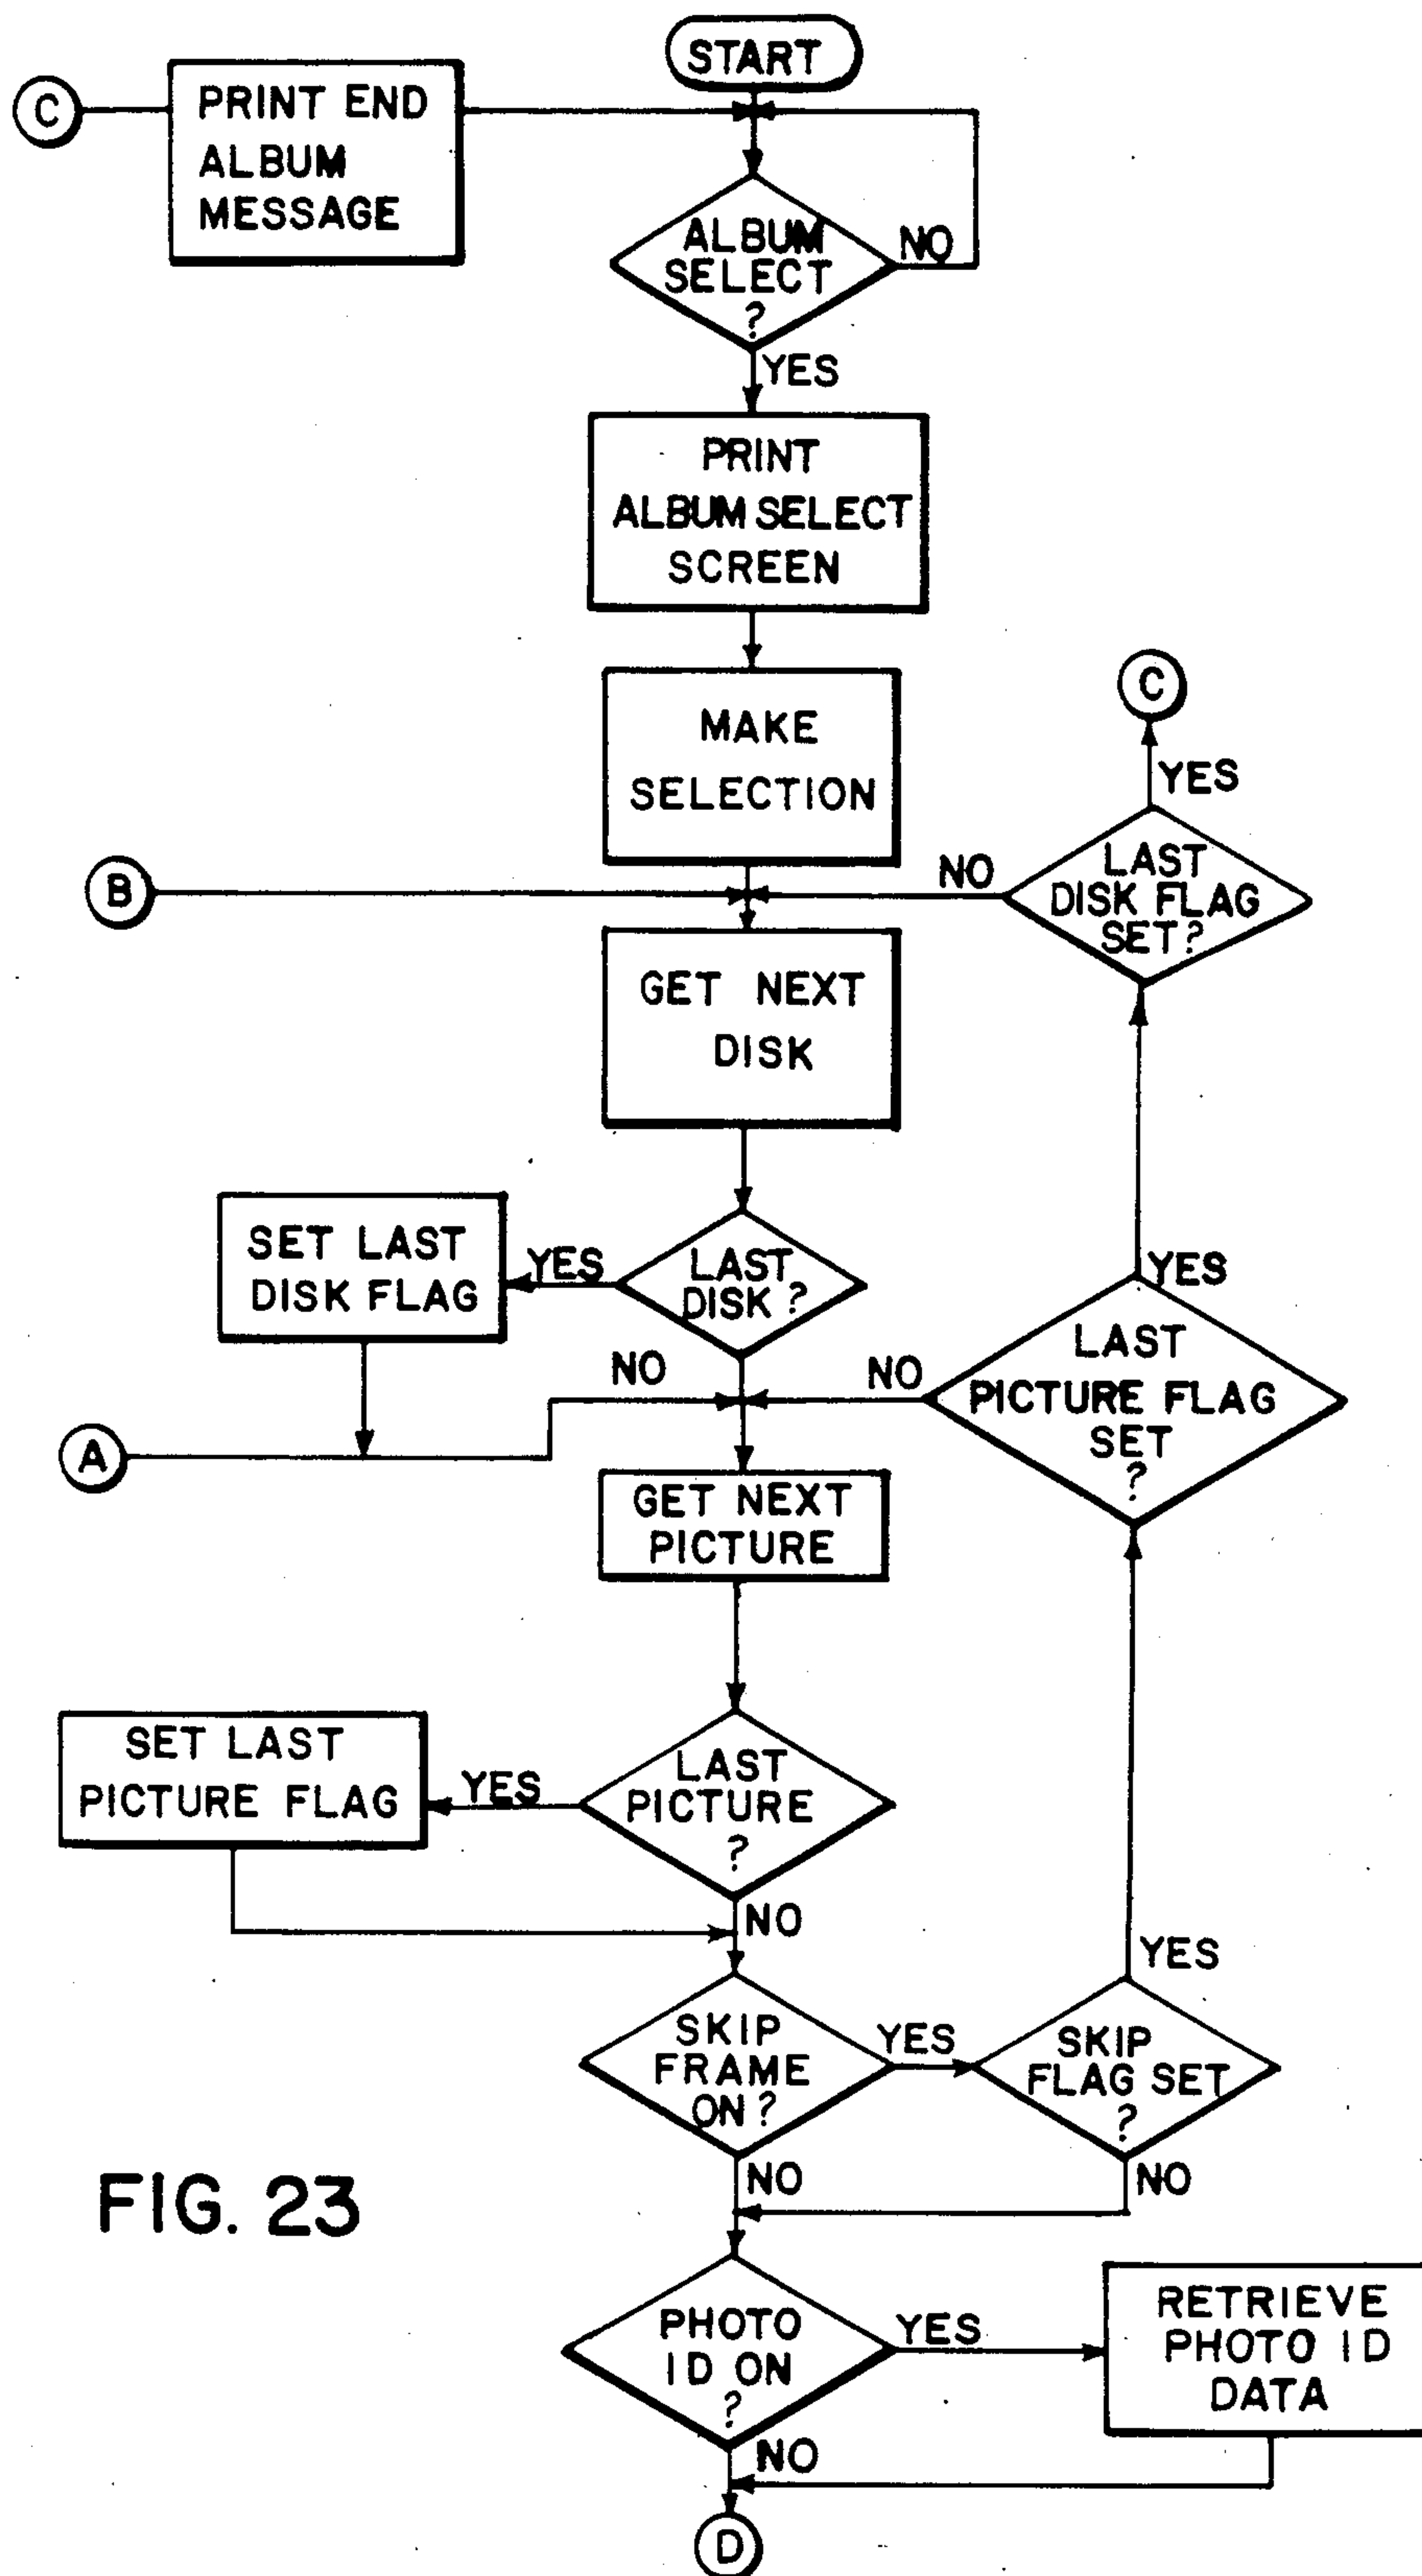 START
C
PRINT END
ALBUM
MESSAGE
ALBUM
SELECT
?
NO
YES
PRINT
ALBUM SELECT
SCREEN
MAKE
SELECTION
C
YES
LAST
DISK FLAG
SET?
NO
B
GET NEXT
DISK
SET LAST
DISK FLAG
YES
LAST
DISK?
NO
NO
YES
LAST
PICTURE FLAG
SET
?
A
GET NEXT
PICTURE
SET LAST
PICTURE FLAG
YES
LAST
PICTURE
?
NO
YES
SKIP
FRAME
ON?
YES
SKIP
FLAG SET
?
NO
NO
FIG. 23
PHOTO
ID ON
?
YES
RETRIEVE
PHOTO ID
DATA
NO
D